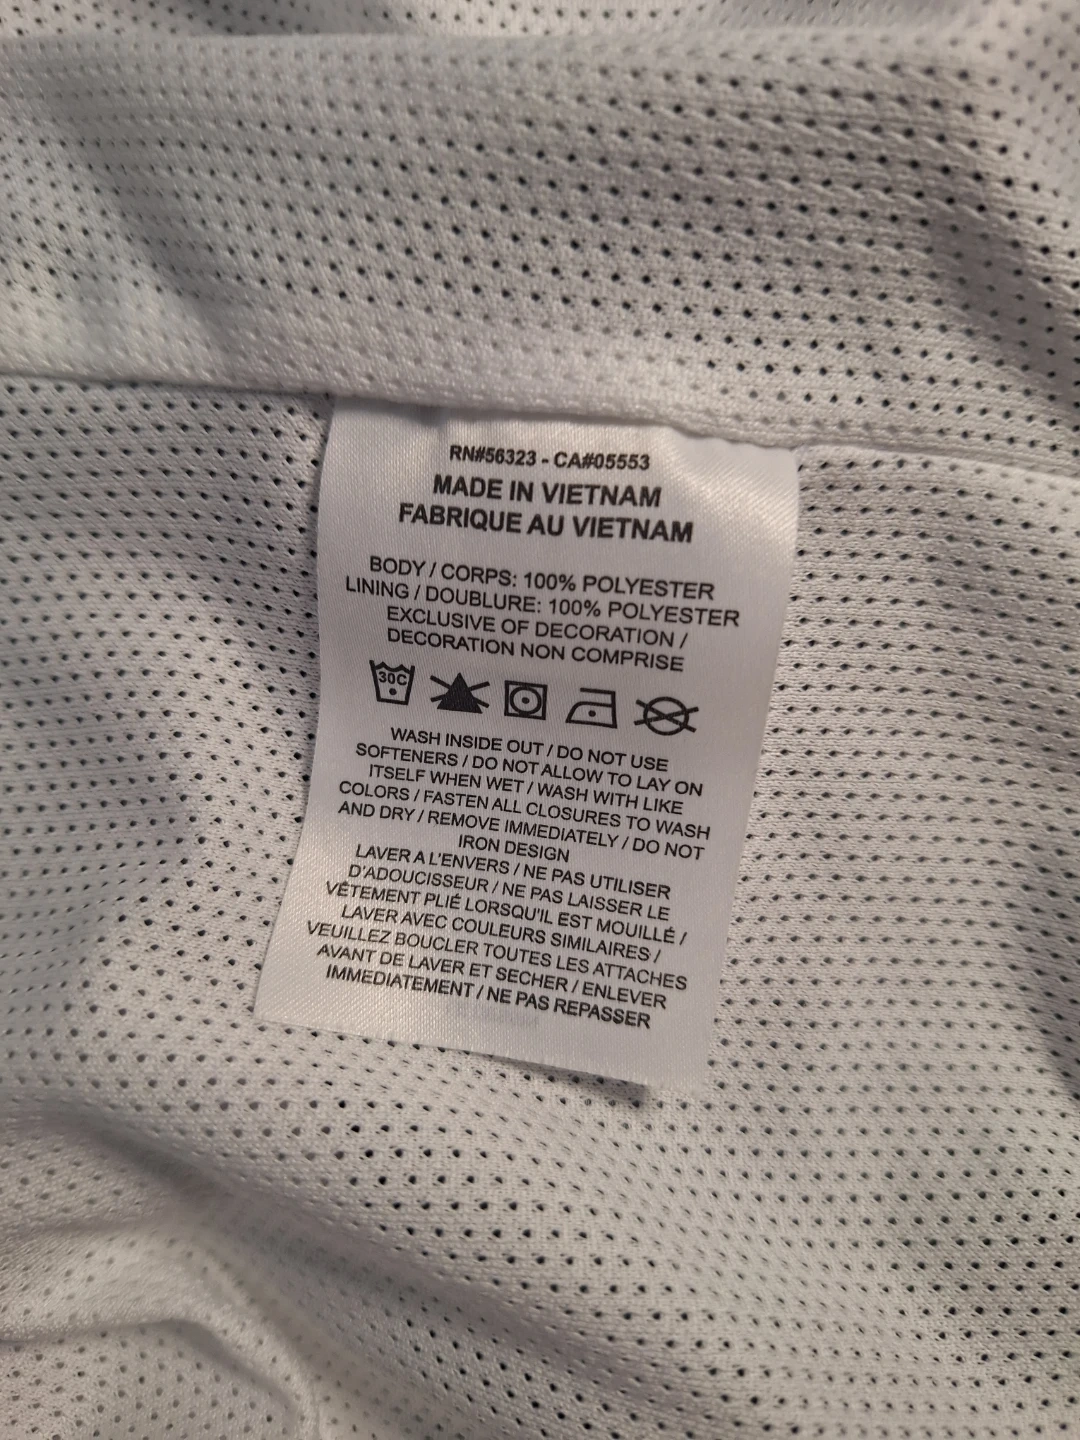 RN#56323 - CA#05553
MADE IN VIETNAM
FABRIQUE AU VIETNAM
BODY / CORPS: 100% POLYESTER
LINING / DOUBLURE: 100% POLYESTER
EXCLUSIVE OF DECORATION /
DECORATION NON COMPRISE
30C
WASH INSIDE OUT / DO NOT USE
SOFTENERS / DO NOT ALLOW TO LAY ON
ITSELF WHEN WET / WASH WITH LIKE
COLORS / FASTEN ALL CLOSURES TO WASH
AND DRY / REMOVE IMMEDIATELY / DO NOT
IRON DESIGN
LAVER A L'ENVERS / NE PAS UTILISER
D'ADOUCISSEUR / NE PAS LAISSER LE
VÊTEMENT PLIÉ LORSQU'IL EST MOUILLÉ /
LAVER AVEC COULEURS SIMILAIRES /
VEUILLEZ BOUCLER TOUTES LES ATTACHES
AVANT DE LAVER ET SECHER / ENLEVER
IMMEDIATEMENT / NE PAS REPASSER